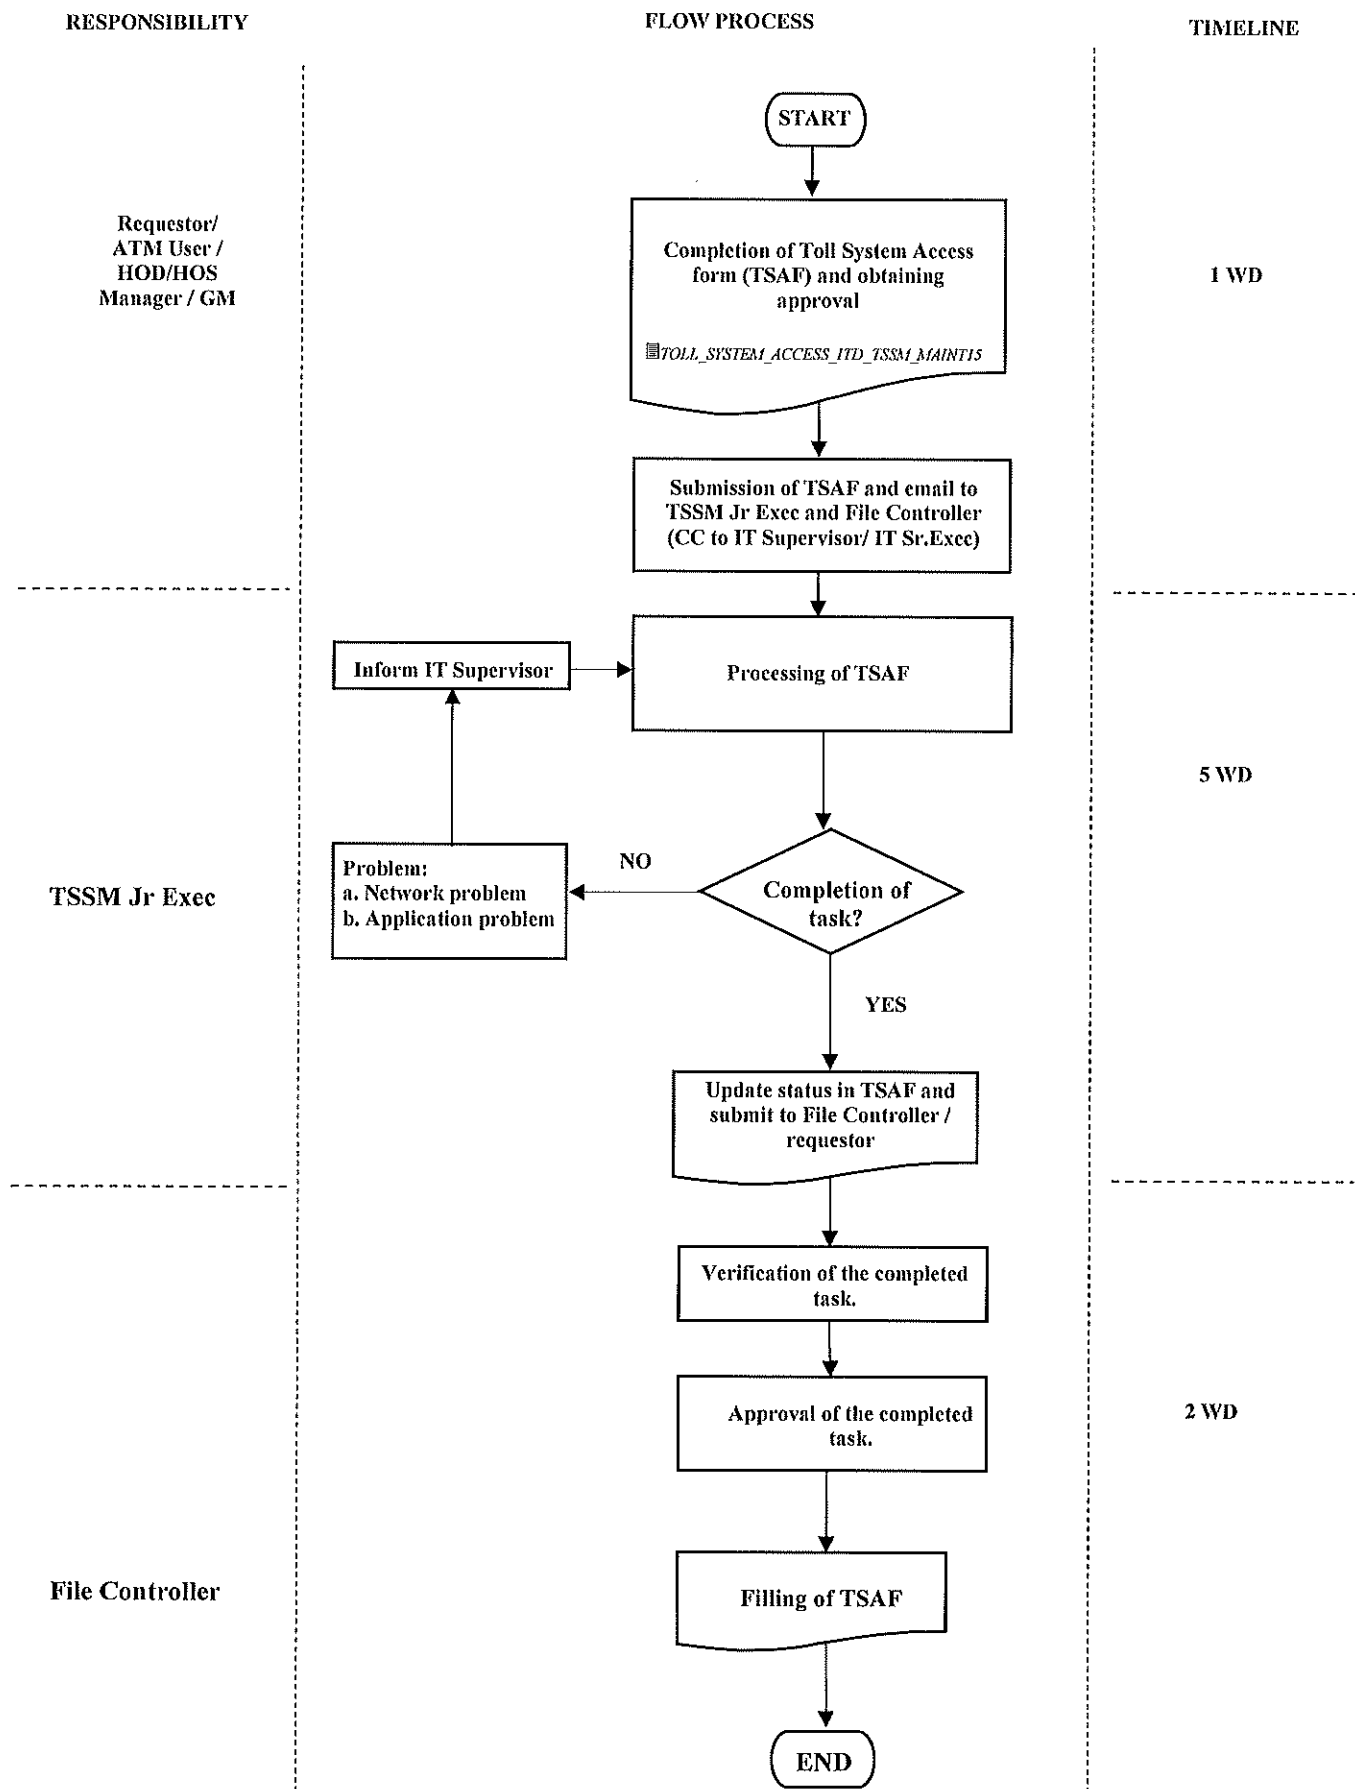 RESPONSIBILITY
FLOW PROCESS
TIMELINE
START
Requestor/
ATM User /
HOD/HOS
Manager / GM
Completion of Toll System Access
form (TSAF) and obtaining
approval
TOLL_SYSTEM_ACCESS_ITD_TSSM_MAINT15
1 WD
Submission of TSAF and email to
TSSM Jr Exec and File Controller
(CC to IT Supervisor/ IT Sr.Exec)
Inform IT Supervisor
Processing of TSAF
5 WD
TSSM Jr Exec
Problem:
a. Network problem
b. Application problem
NO
Completion of
task?
YES
Update status in TSAF and
submit to File Controller /
requestor
Verification of the completed
task.
Approval of the completed
task.
2 WD
File Controller
Filling of TSAF
END